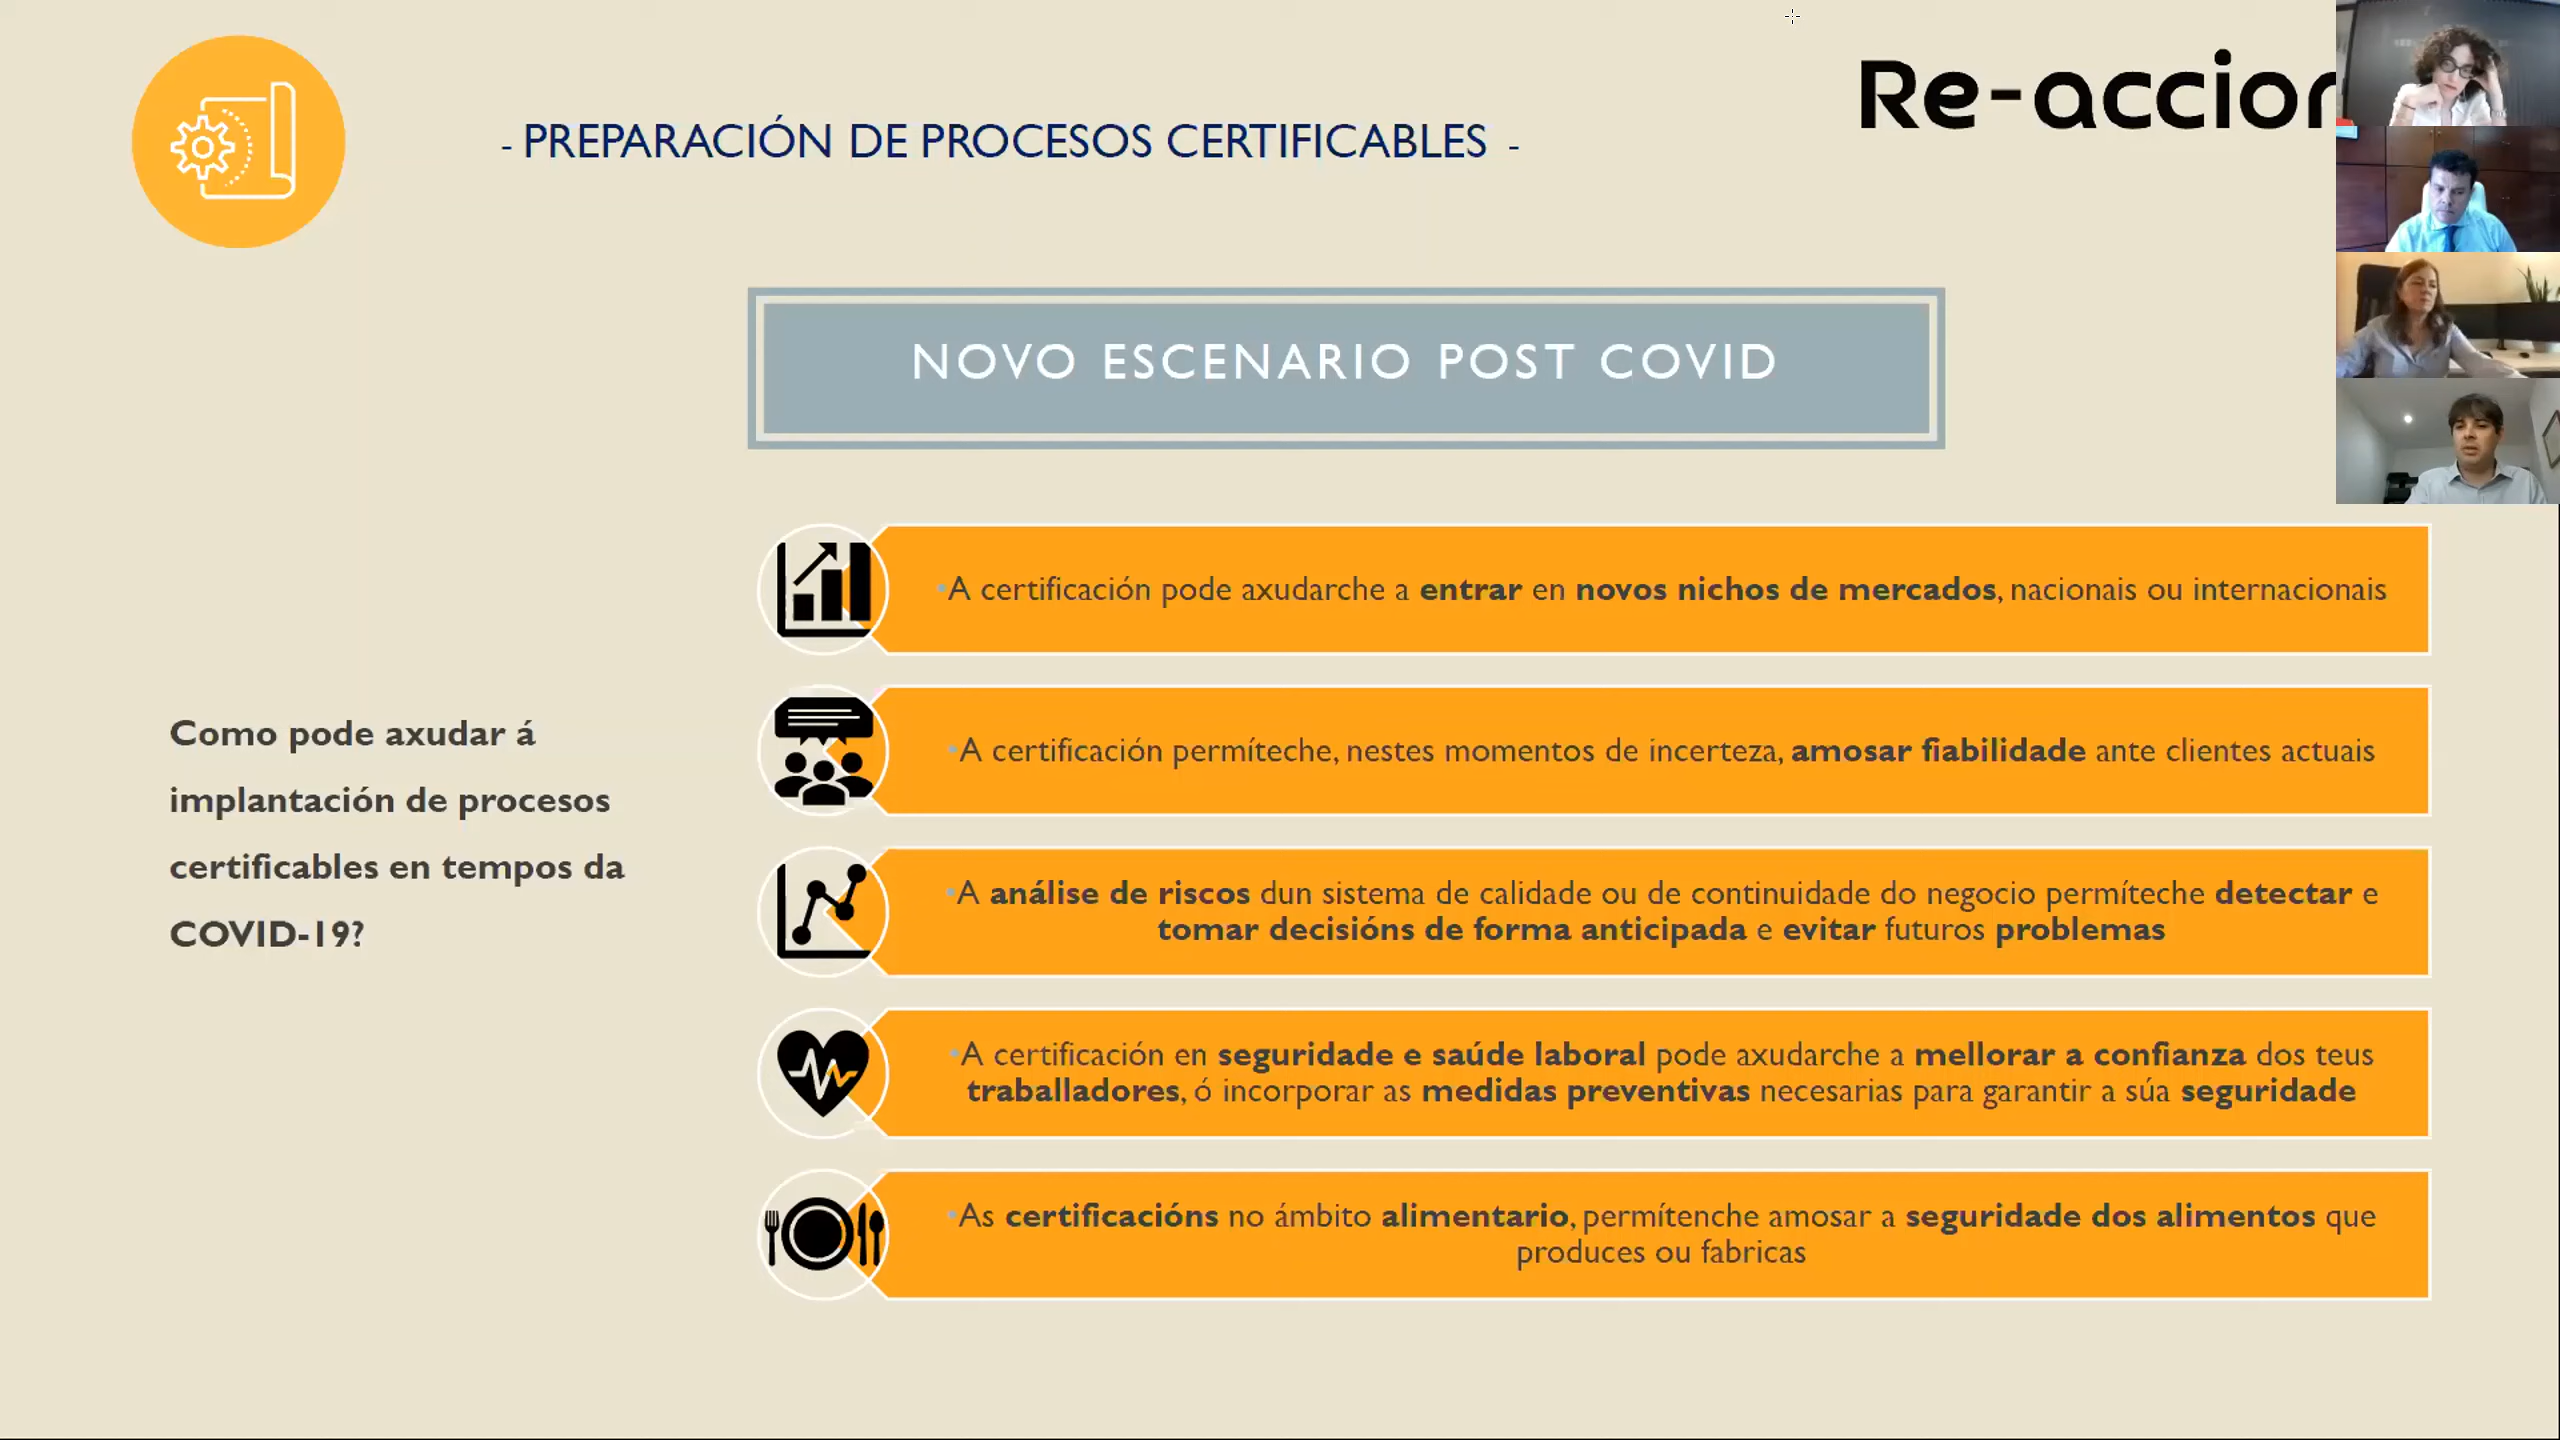 Re-accion
- PREPARACIÓN DE PROCESOS CERTIFICABLES -
NOVO ESCENARIO POST COVID
Como pode axudar á
implantación de procesos
certificables en tempos da
COVID-19?
•A certificación pode axudarche a entrar en novos nichos de mercados, nacionais ou internacionais
•A certificación permíteche, nestes momentos de incerteza, amosar fiabilidade ante clientes actuais
•A análise de riscos dun sistema de calidade ou de continuidade do negocio permíteche detectar e
tomar decisións de forma anticipada e evitar futuros problemas
•A certificación en seguridade e saúde laboral pode axudarche a mellorar a confianza dos teus
traballadores, ó incorporar as medidas preventivas necesarias para garantir a súa seguridade
•As certificacións no ámbito alimentario, permítenche amosar a seguridade dos alimentos que
produces ou fabricas